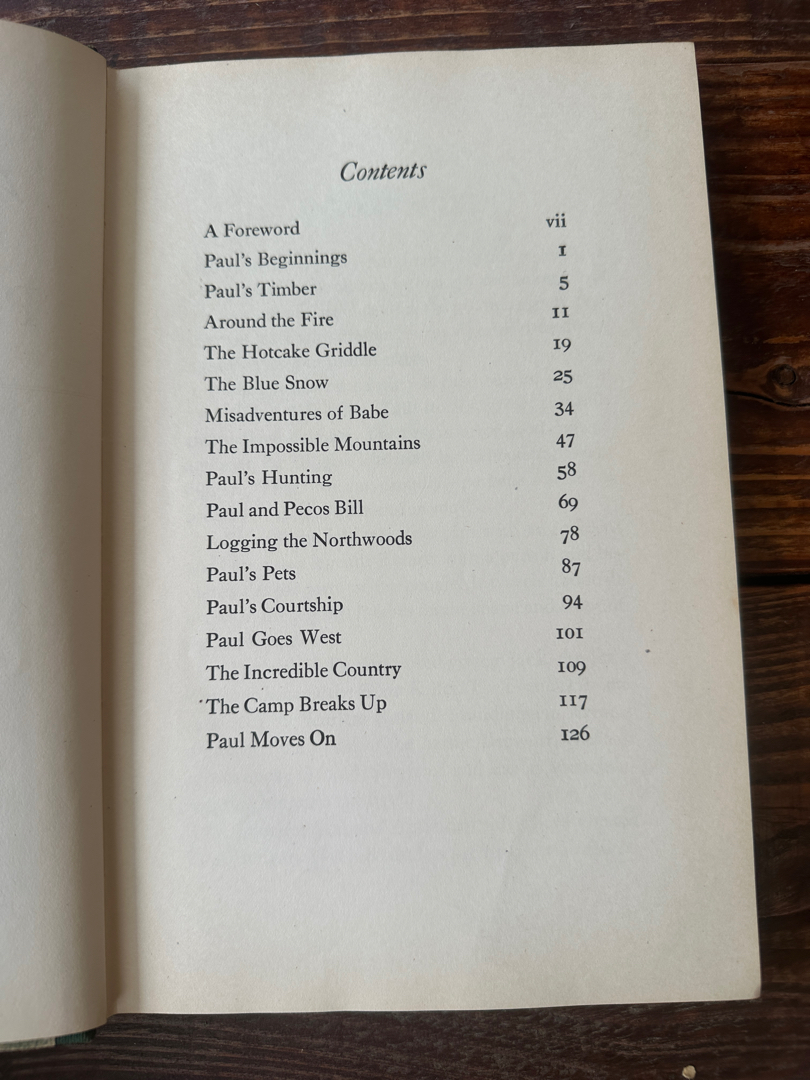 Contents
A Foreword vii
Paul's Beginnings 1
Paul's Timber 5
Around the Fire 11
The Hotcake Griddle 19
The Blue Snow 25
Misadventures of Babe 34
The Impossible Mountains 47
Paul's Hunting 58
Paul and Pecos Bill 69
Logging the Northwoods 78
Paul's Pets 87
Paul's Courtship 94
Paul Goes West 101
The Incredible Country 109
The Camp Breaks Up 117
Paul Moves On 126